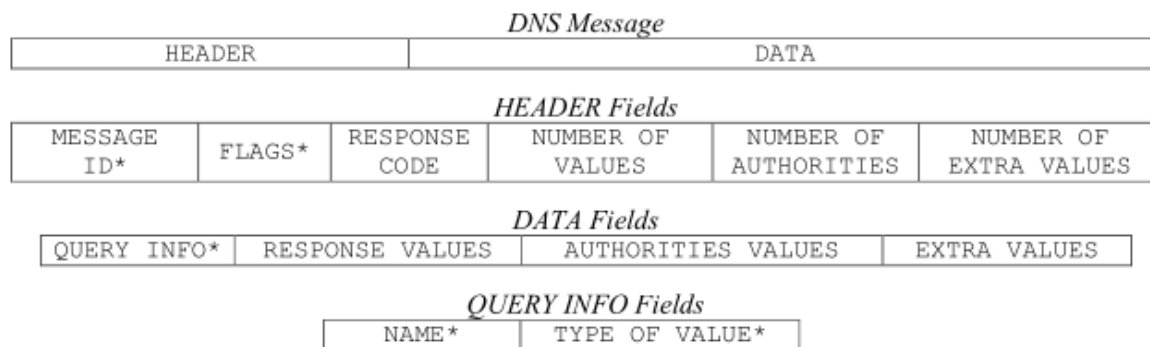 DNS Message
HEADER DATA
HEADER Fields
MESSAGE ID* FLAGS* RESPONSE CODE NUMBER OF VALUES NUMBER OF AUTHORITIES NUMBER OF EXTRA VALUES
DATA Fields
QUERY INFO* RESPONSE VALUES AUTHORITIES VALUES EXTRA VALUES
QUERY INFO Fields
NAME* TYPE OF VALUE*